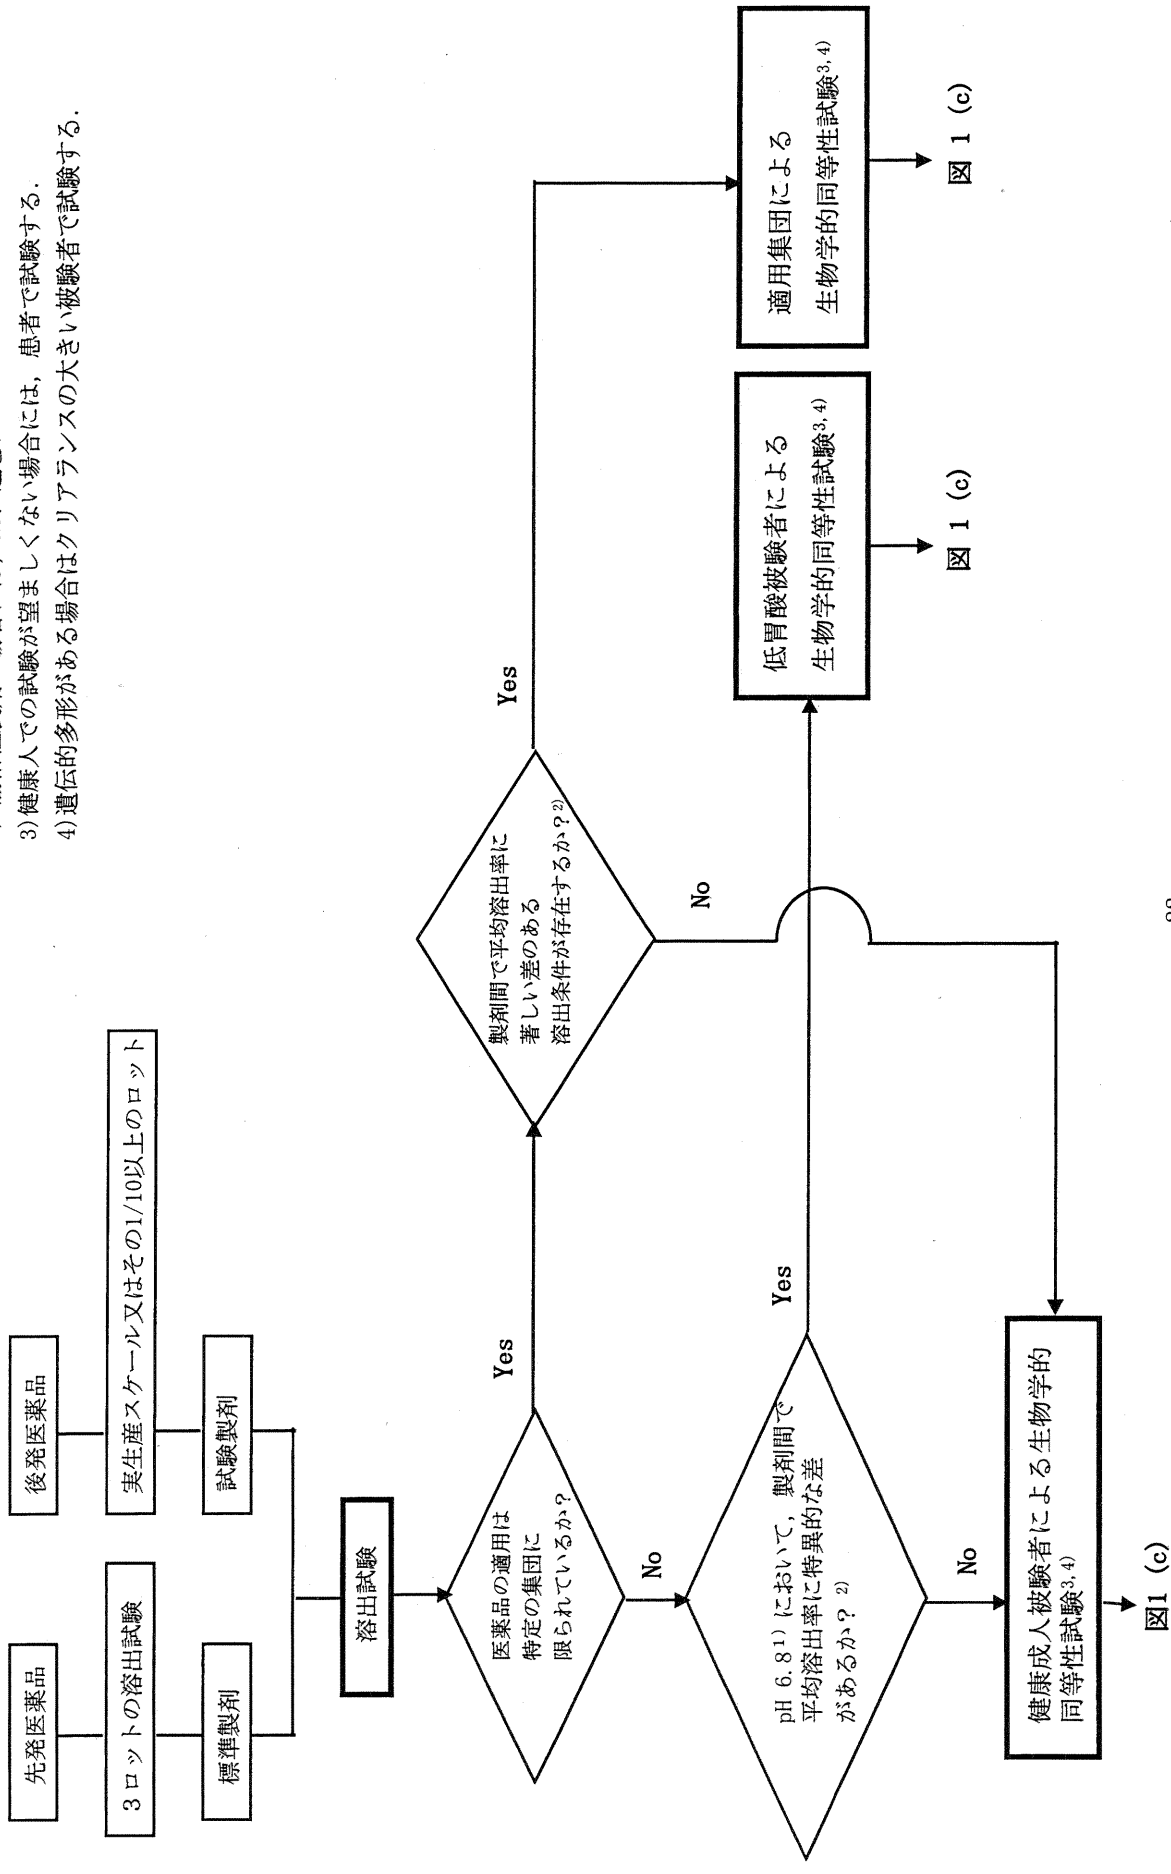 3)健康人での試験が望ましくない場合には，患者で試験する．
4)遺伝的多形がある場合はクリアランスの大きい被験者で試験する．
先発医薬品
後発医薬品
3ロットの溶出試験
実生産スケール又はその1/10以上のロット
標準製剤
試験製剤
溶出試験
医薬品の適用は
特定の集団に
限られているか？
Yes
製剤間で平均溶出率に
著しい差のある
溶出条件が存在するか？2)
Yes
No
No
pH 6.81) において，製剤間で
平均溶出率に特異的な差
があるか？ 2)
Yes
低胃酸被験者による
生物学的同等性試験3,4)
適用集団による
生物学的同等性試験3,4)
図 1 (c)
図 1 (c)
No
健康成人被験者による生物学的
同等性試験3,4)
図1 (c)